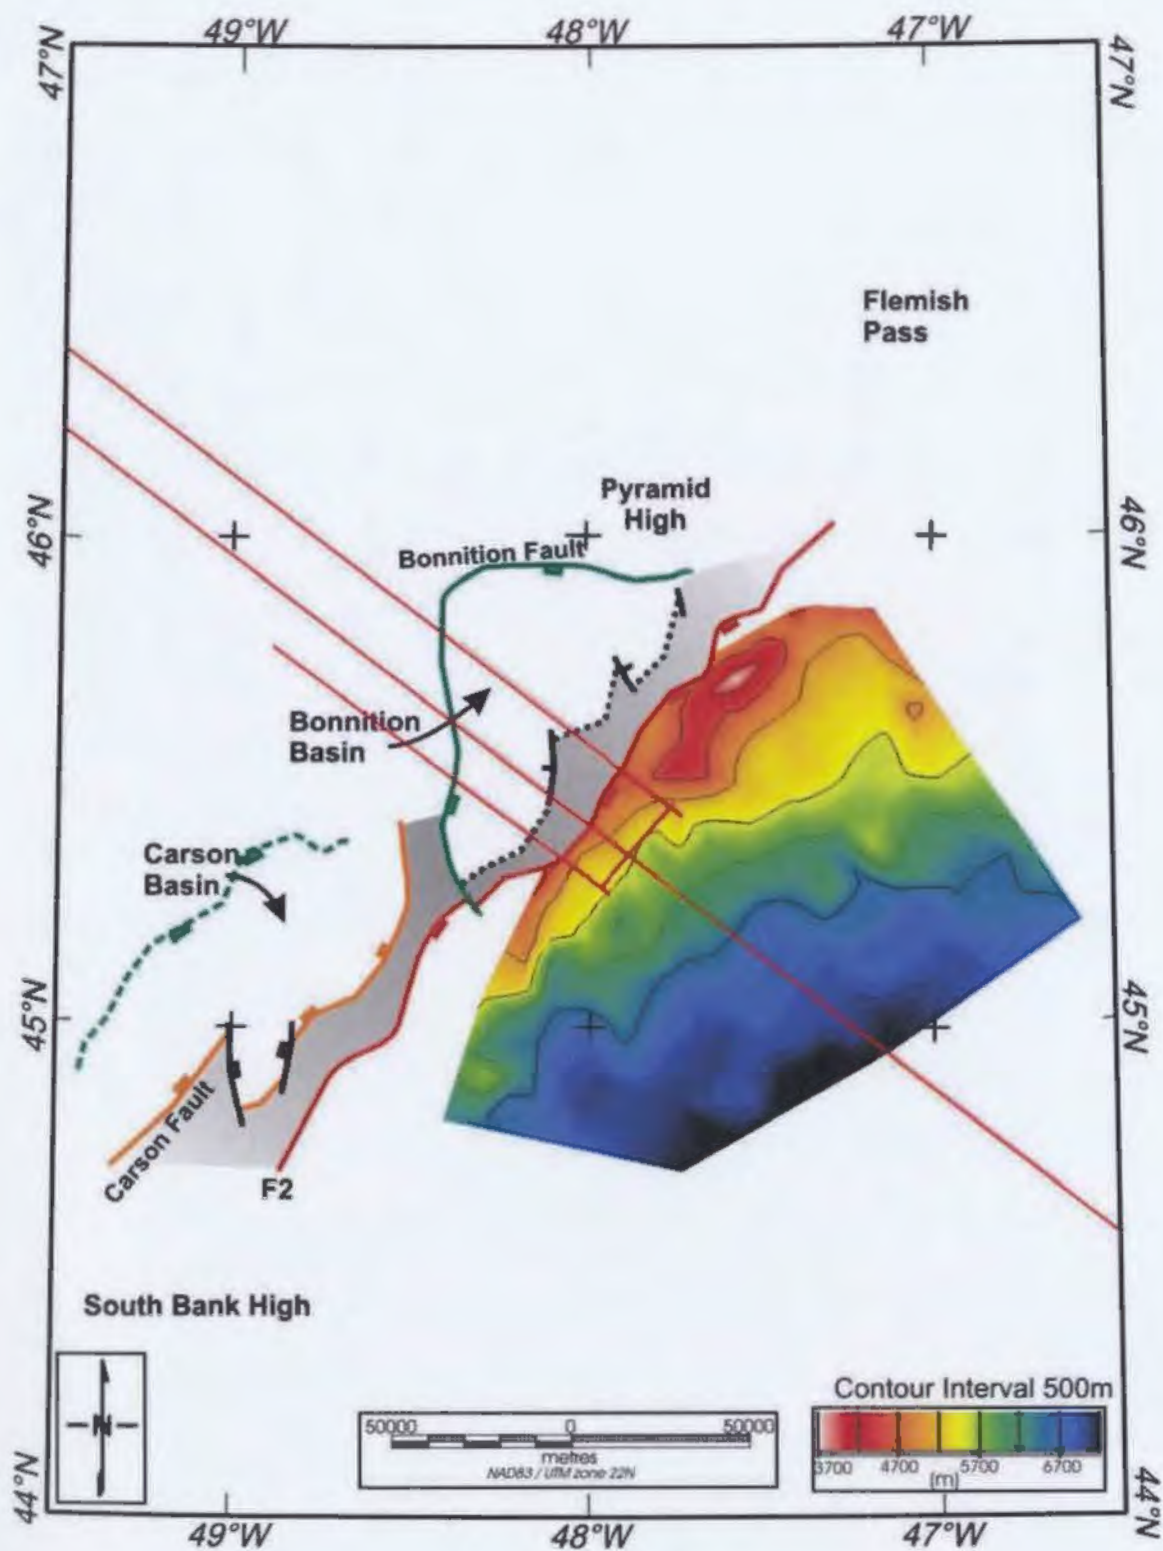 49°W 48°W 47°W
47°N 47°N
Flemish
Pass
Pyramid
High
46°N 46°N
Bonnition Fault
Bonnition
Basin
Carson
Basin
45°N 45°N
Carson Fault
F2
South Bank High
N
50000 0 50000
metres
NAD83 / UTM zone 22N
Contour Interval 500m
3700 4700 5700 6700
(m)
44°N 44°N
49°W 48°W 47°W